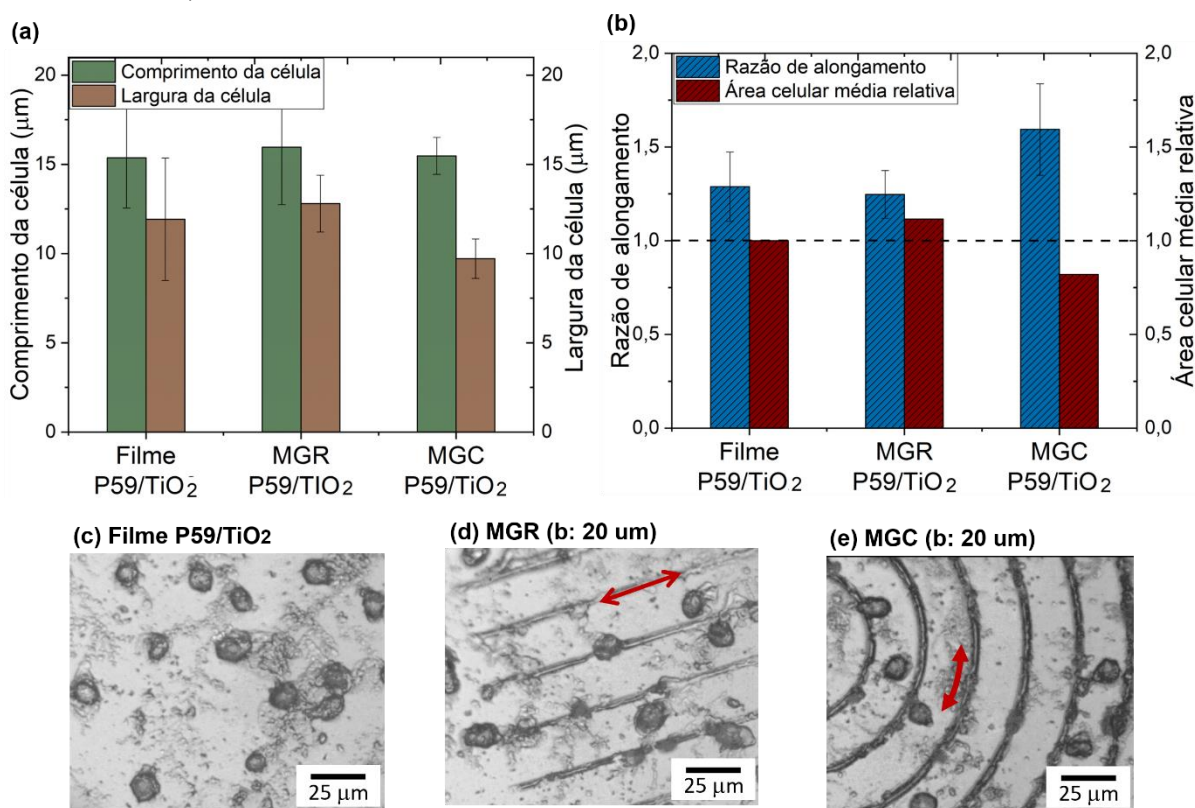 (a)
20
15
10
5
0
Comprimento da célula (μm)
Comprimento da célula
Largura da célula
20
15
10
5
0
Largura da célula (μm)
Filme
P59/TiO2
MGR
P59/TIO2
MGC
P59/TiO2
(b)
2,0
1,5
1,0
0,5
0,0
Razão de alongamento
Razão de alongamento
Área celular média relativa
2,0
1,5
1,0
0,5
0,0
Área celular média relativa
Filme
P59/TiO2
MGR
P59/TiO2
MGC
P59/TiO2
(c) Filme P59/TiO2
25 μm
(d) MGR (b: 20 um)
25 μm
(e) MGC (b: 20 um)
25 μm